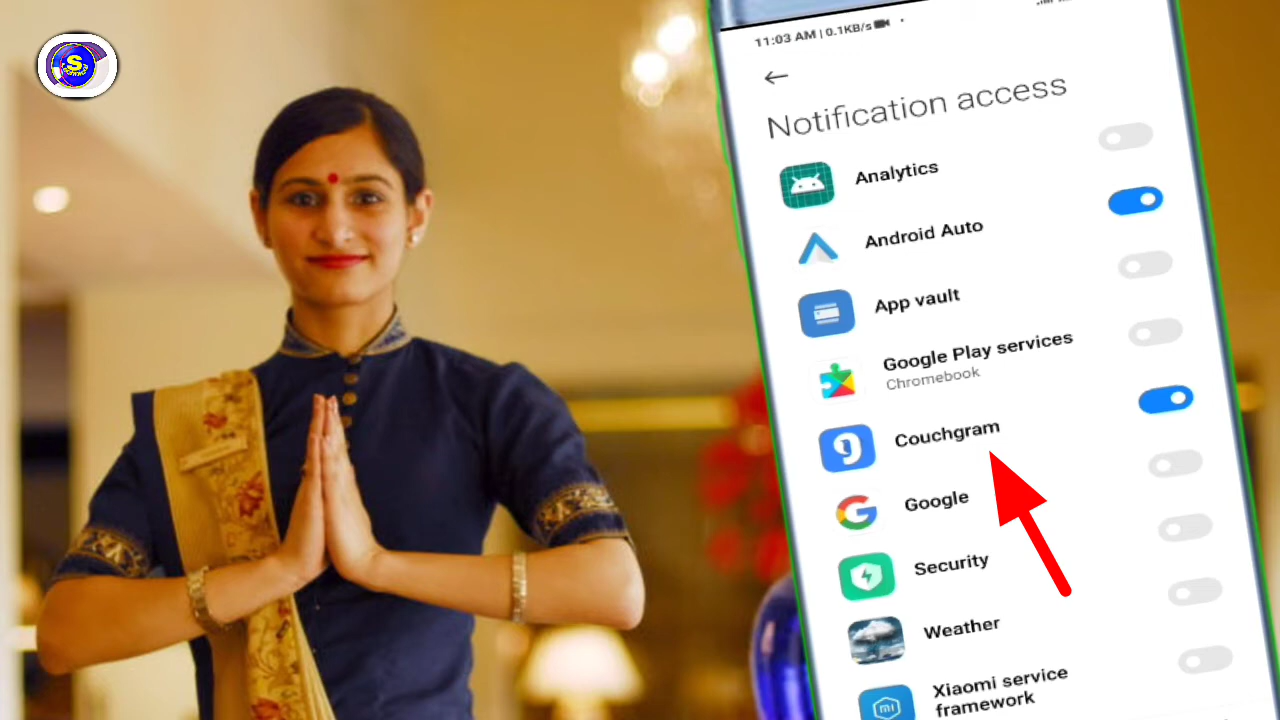 S
11:03 AM | 0.1KB/s
Notification access
Analytics
Android Auto
App vault
Google Play services
Chromebook
Couchgram
Google
Security
Weather
Xiaomi service
framework